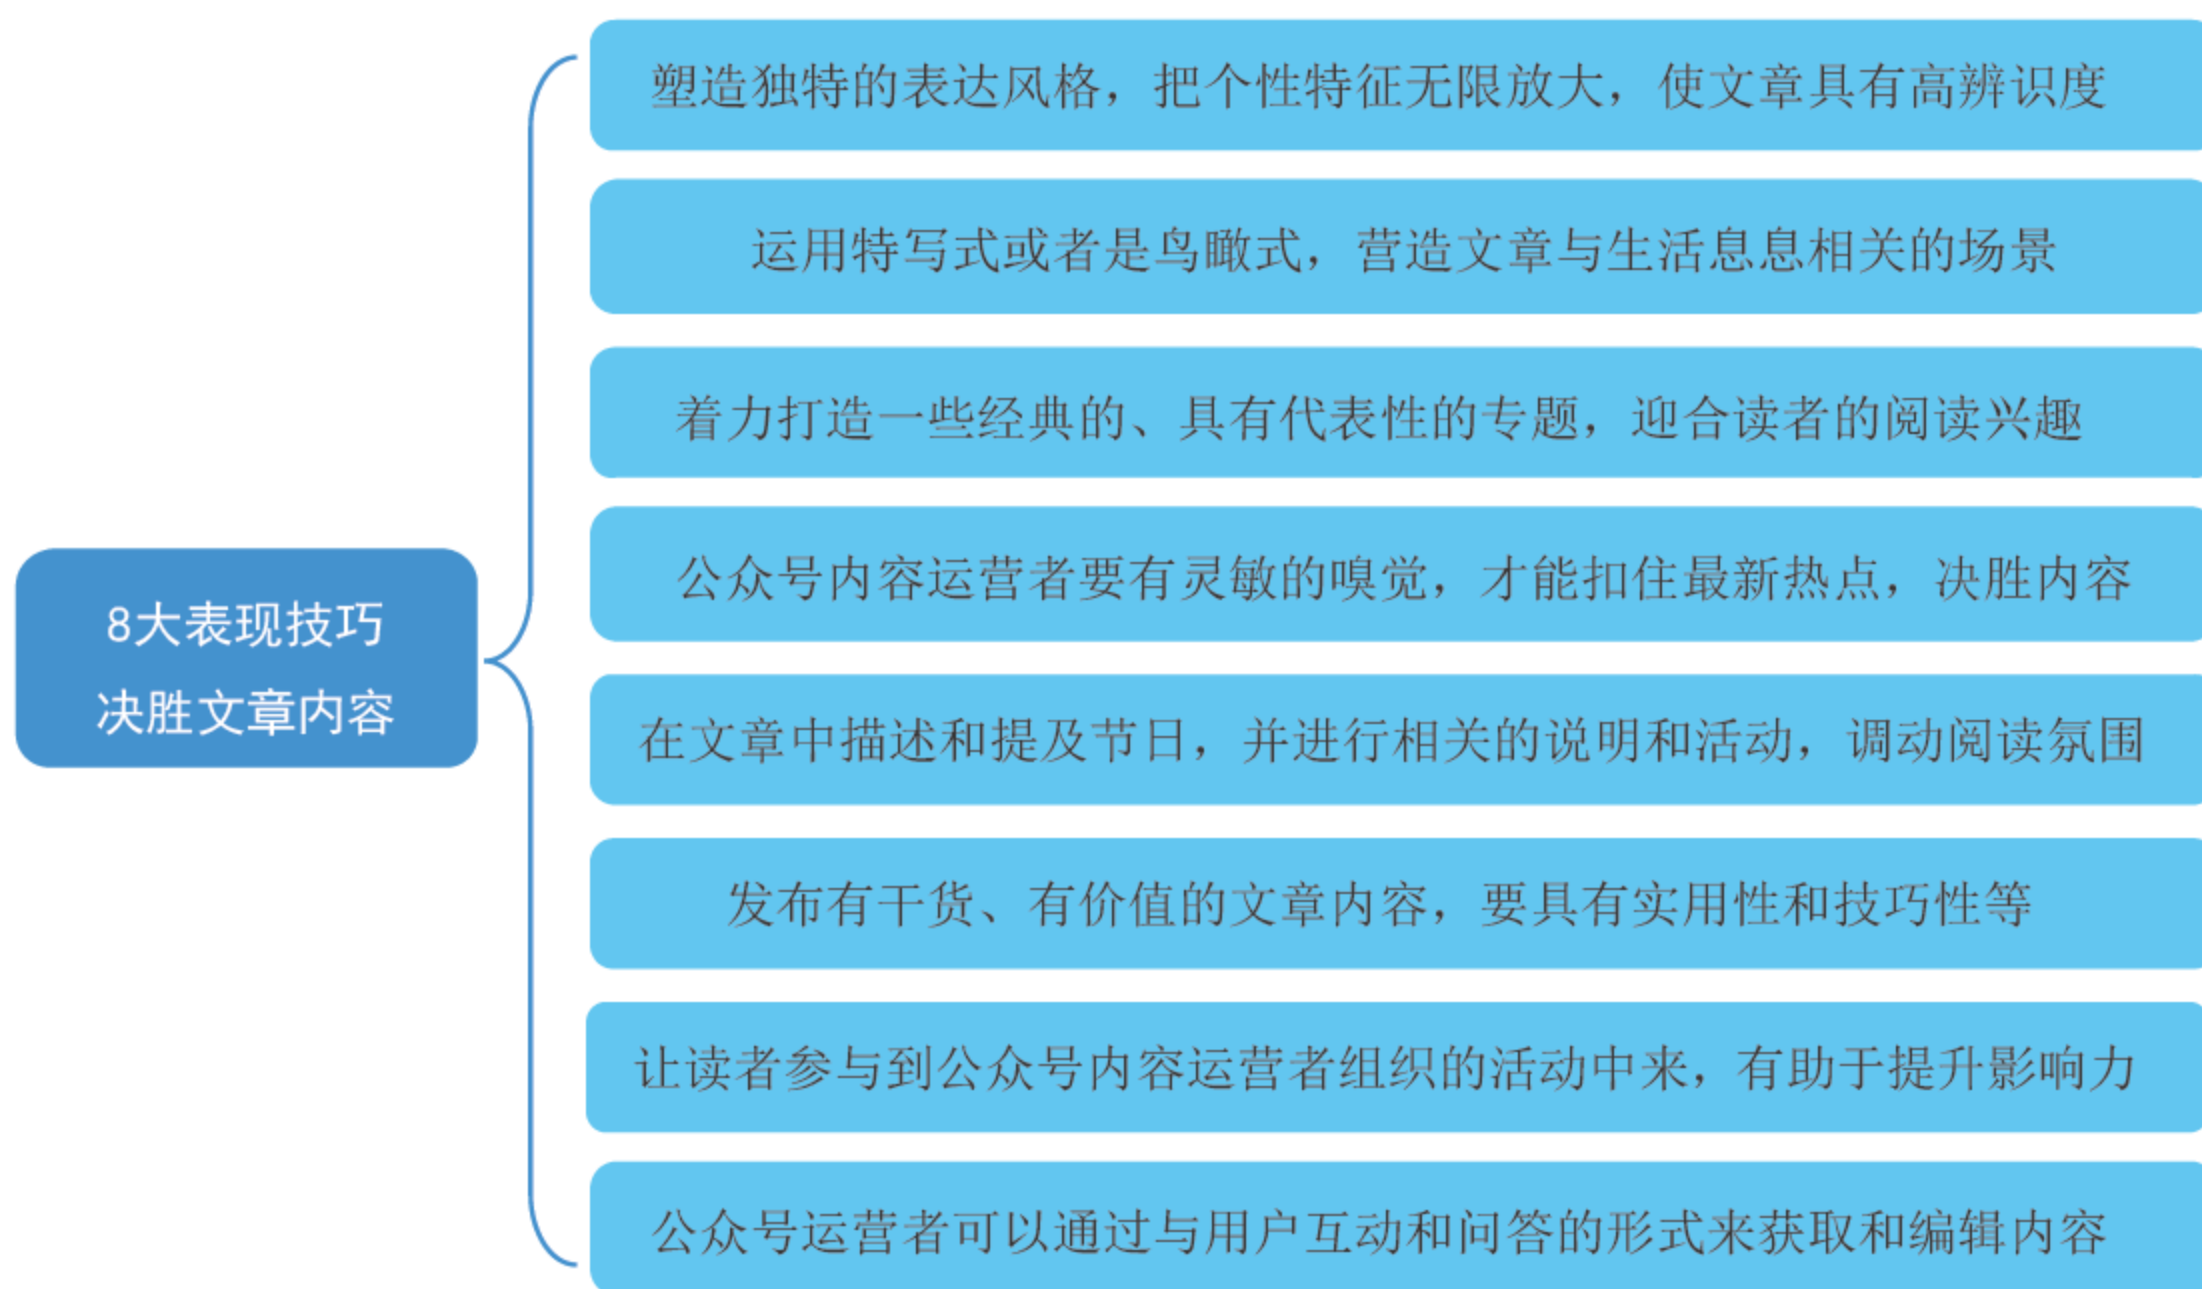 8大表现技巧
决胜文章内容
塑造独特的表达风格，把个性特征无限放大，使文章具有高辨识度
运用特写式或者是鸟瞰式，营造文章与生活息息相关的场景
着力打造一些经典的、具有代表性的专题，迎合读者的阅读兴趣
公众号内容运营者要有灵敏的嗅觉，才能扣住最新热点，决胜内容
在文章中描述和提及节日，并进行相关的说明和活动，调动阅读氛围
发布有干货、有价值的文章内容，要具有实用性和技巧性等
让读者参与到公众号内容运营者组织的活动中来，有助于提升影响力
公众号运营者可以通过与用户互动和问答的形式来获取和编辑内容